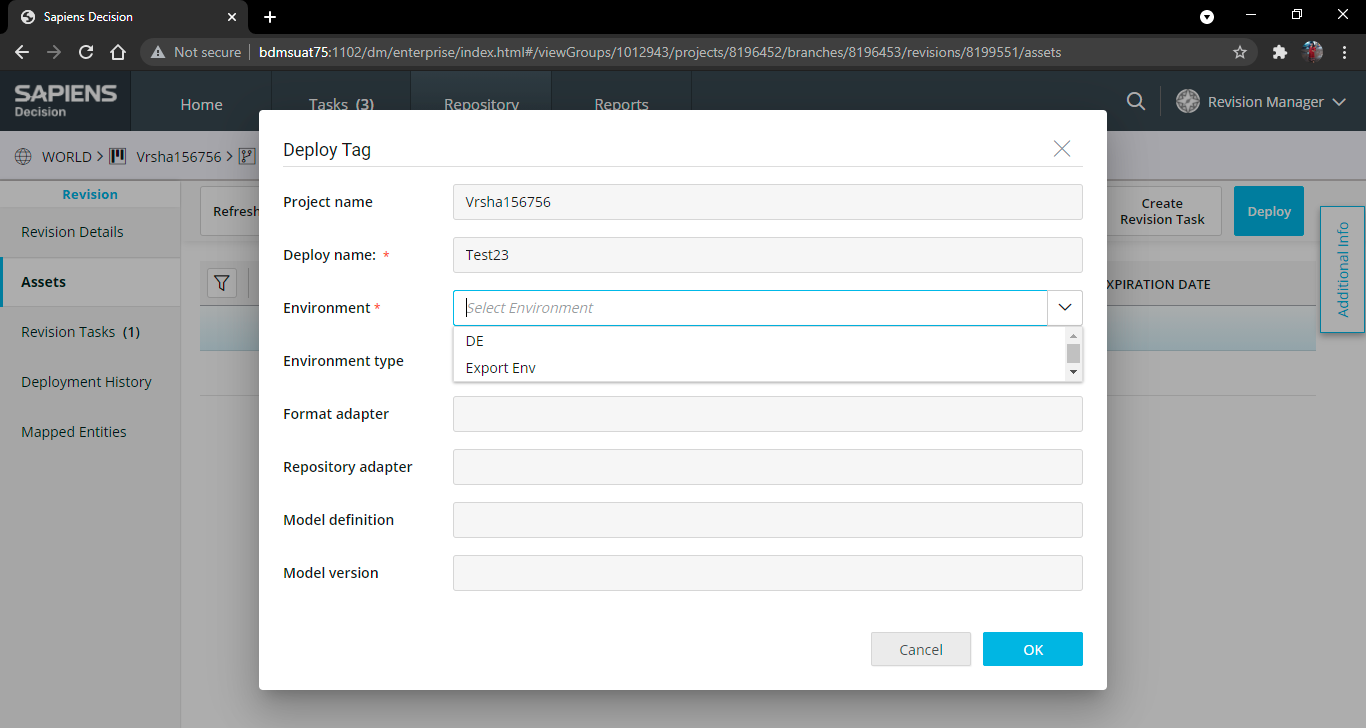 Sapiens Decision
Not secure bdmsuat75:1102/dm/enterprise/index.html#/viewGroups/1012943/projects/8196452/branches/8196453/revisions/8199551/assets
SAPIENS
Decision
Home
Tasks (3)
Repository
Reports
Revision Manager
WORLD > Vrsha156756 >
Revision
Revision Details
Assets
Revision Tasks (1)
Deployment History
Mapped Entities
Refresh
Create
Revision Task
Deploy
XPIRATION DATE
Additional Info
Deploy Tag
Project name
Vrsha156756
Deploy name: *
Test23
Environment *
Select Environment
DE
Export Env
Environment type
Format adapter
Repository adapter
Model definition
Model version
Cancel
OK